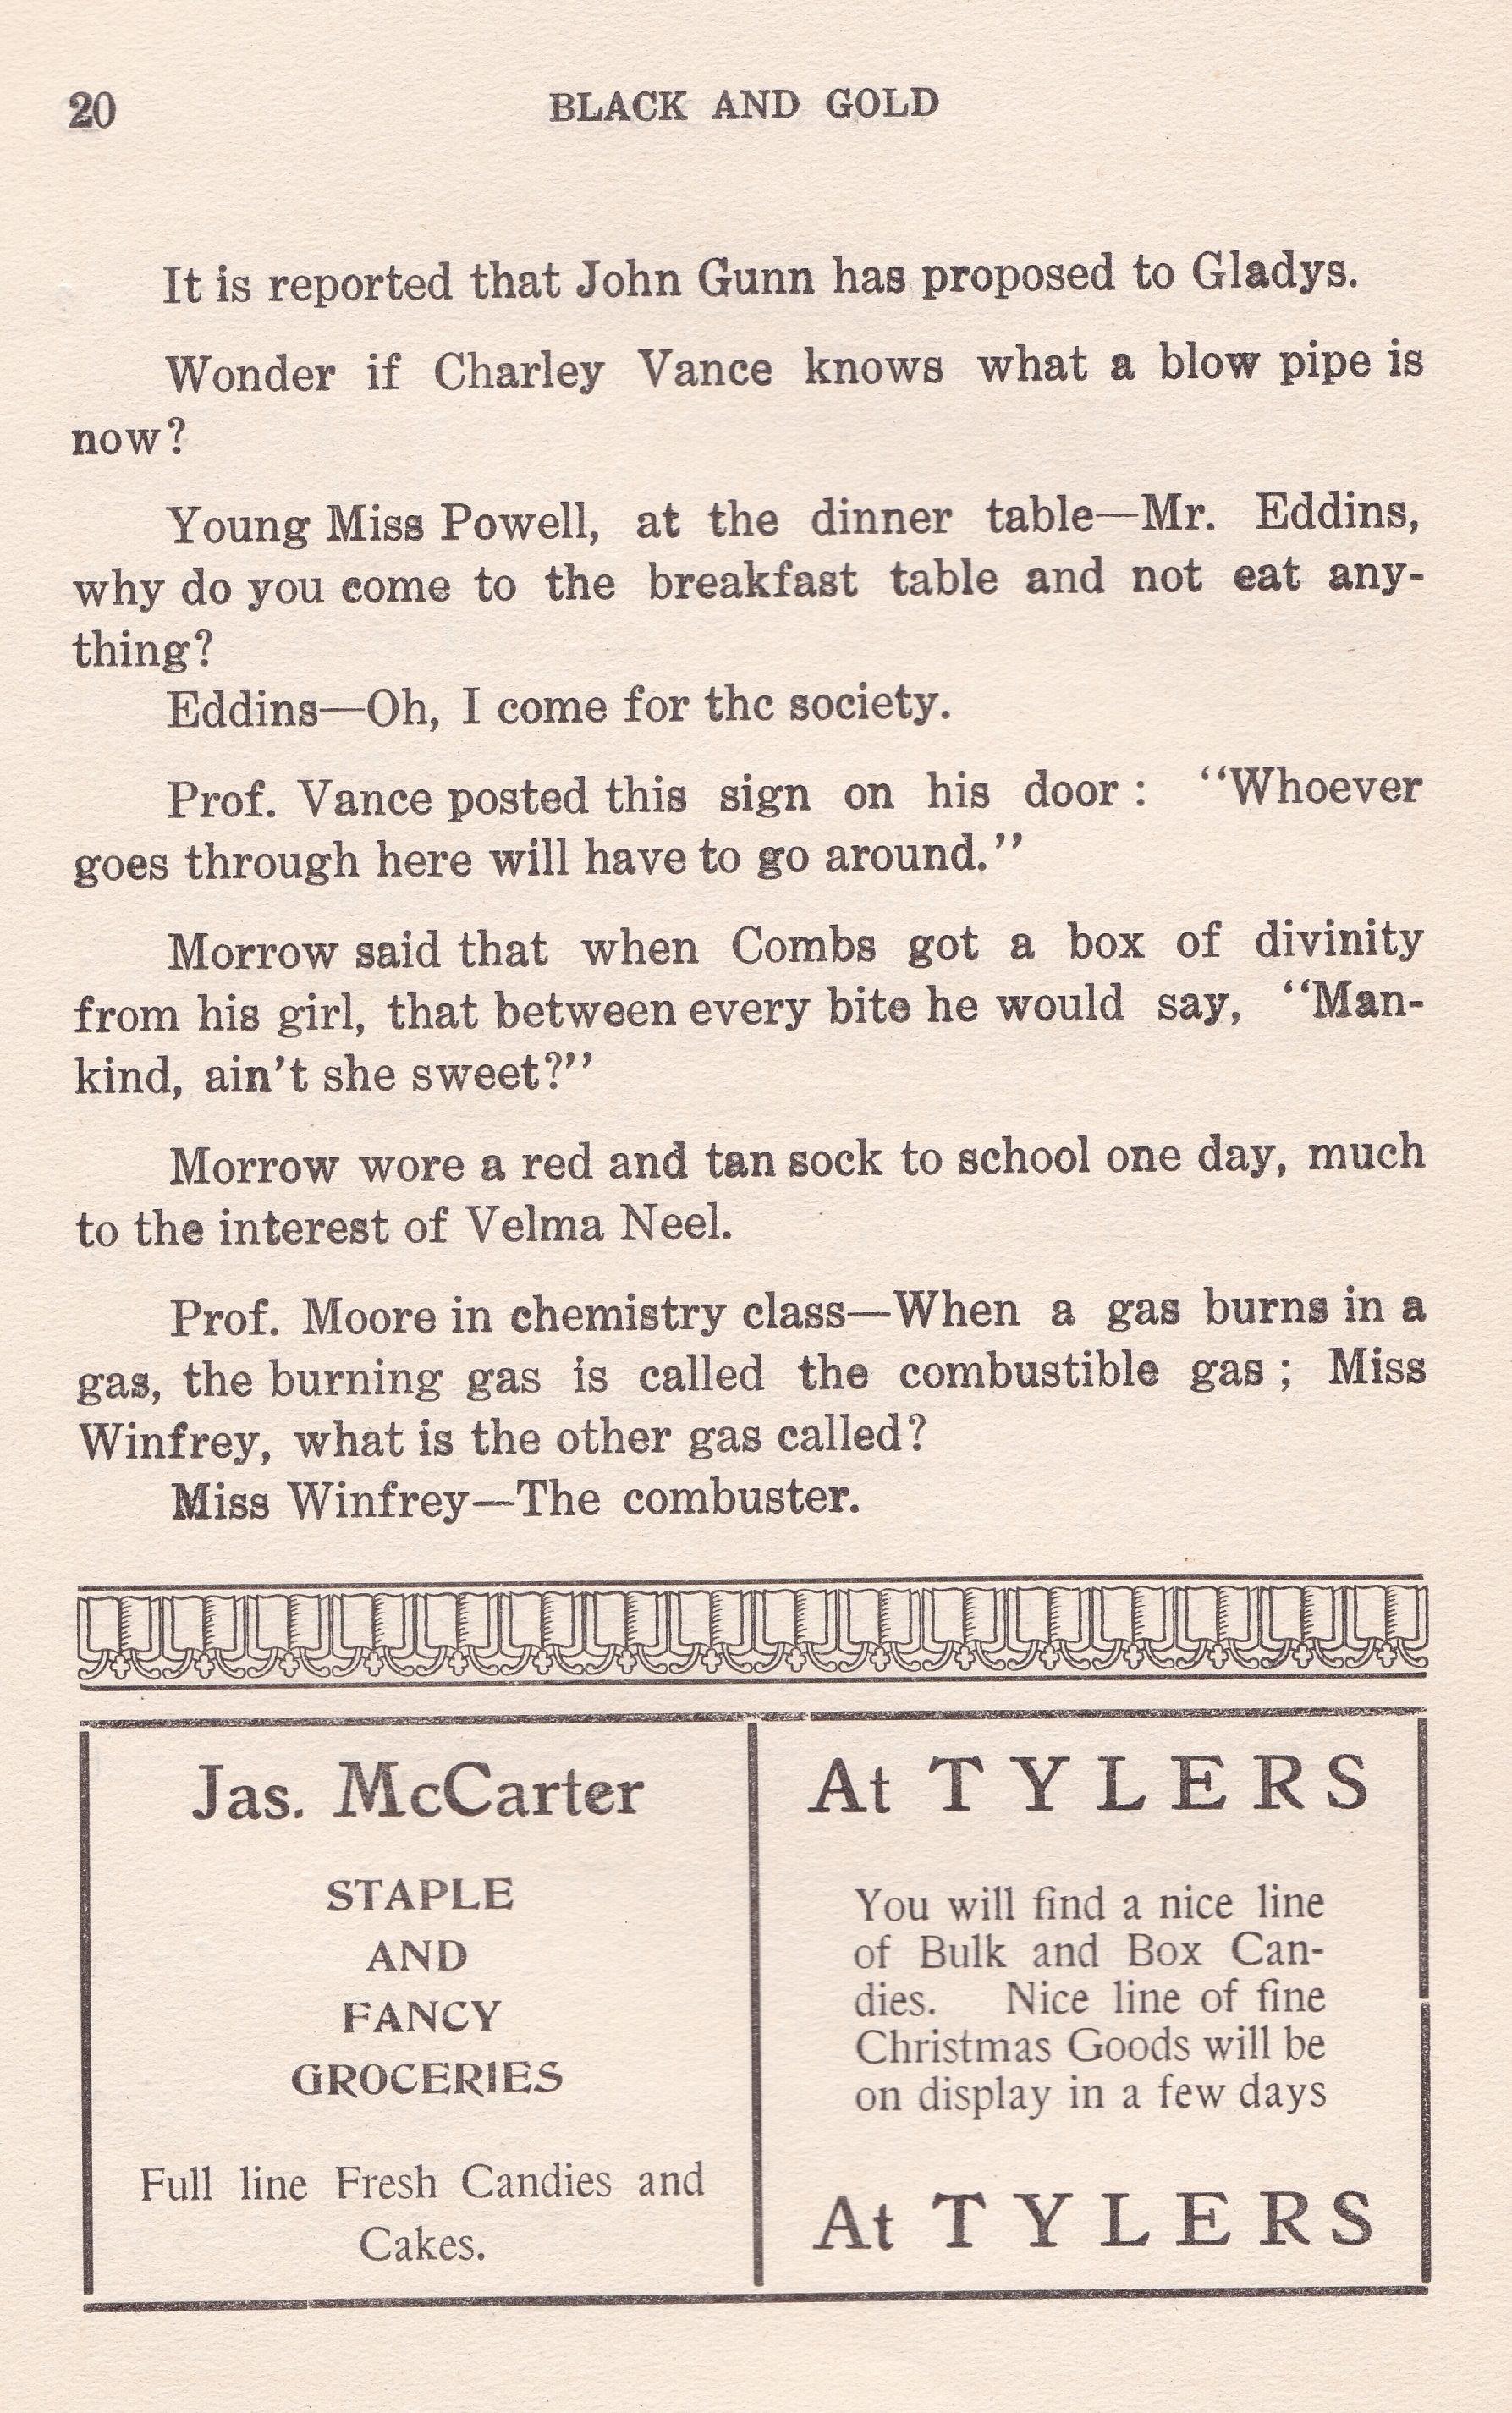 20 BLACK AND GOLD
It is reported that John Gunn has proposed to Gladys.
Wonder if Charley Vance knows what a blow pipe is
now?
Young Miss Powell, at the dinner table—Mr. Eddins,
why do you come to the breakfast table and not eat any-
thing?
Eddins—Oh, I come for thc society.
Prof. Vance posted this sign on his door: "Whoever
goes through here will have to go around."
Morrow said that when Combs got a box of divinity
from his girl, that between every bite he would say, "Man-
kind, ain't she sweet?"
Morrow wore a red and tan sock to school one day, much
to the interest of Velma Neel.
Prof. Moore in chemistry class—When a gas burns in a
gas, the burning gas is called the combustible gas; Miss
Winfrey, what is the other gas called?
Miss Winfrey—The combuster.
Jas. McCarter
STAPLE
AND
FANCY
GROCERIES
Full line Fresh Candies and
Cakes.
At TYLERS
You will find a nice line
of Bulk and Box Can-
dies. Nice line of fine
Christmas Goods will be
on display in a few days
At TYLERS